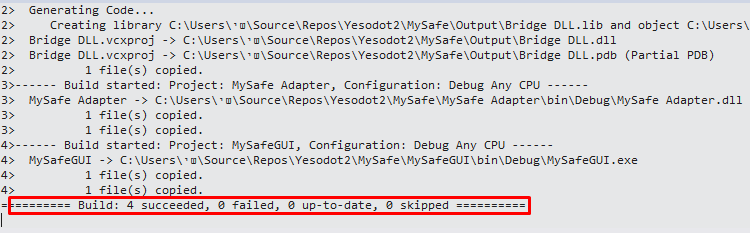 2>  Generating Code...
2>     Creating library C:\Users\יש\Source\Repos\Yesodot2\MySafe\Output\Bridge DLL.lib and object C:\Users\
2>  Bridge DLL.vcxproj -> C:\Users\יש\Source\Repos\Yesodot2\MySafe\Output\Bridge DLL.dll
2>  Bridge DLL.vcxproj -> C:\Users\יש\Source\Repos\Yesodot2\MySafe\Output\Bridge DLL.pdb (Partial PDB)
2>          1 file(s) copied.
3>------ Build started: Project: MySafe Adapter, Configuration: Debug Any CPU ------
3>  MySafe Adapter -> C:\Users\יש\Source\Repos\Yesodot2\MySafe\MySafe Adapter\bin\Debug\MySafe Adapter.dll
3>          1 file(s) copied.
3>          1 file(s) copied.
4>------ Build started: Project: MySafeGUI, Configuration: Debug Any CPU ------
4>  MySafeGUI -> C:\Users\יש\Source\Repos\Yesodot2\MySafe\MySafeGUI\bin\Debug\MySafeGUI.exe
4>          1 file(s) copied.
4>          1 file(s) copied.
========== Build: 4 succeeded, 0 failed, 0 up-to-date, 0 skipped ==========